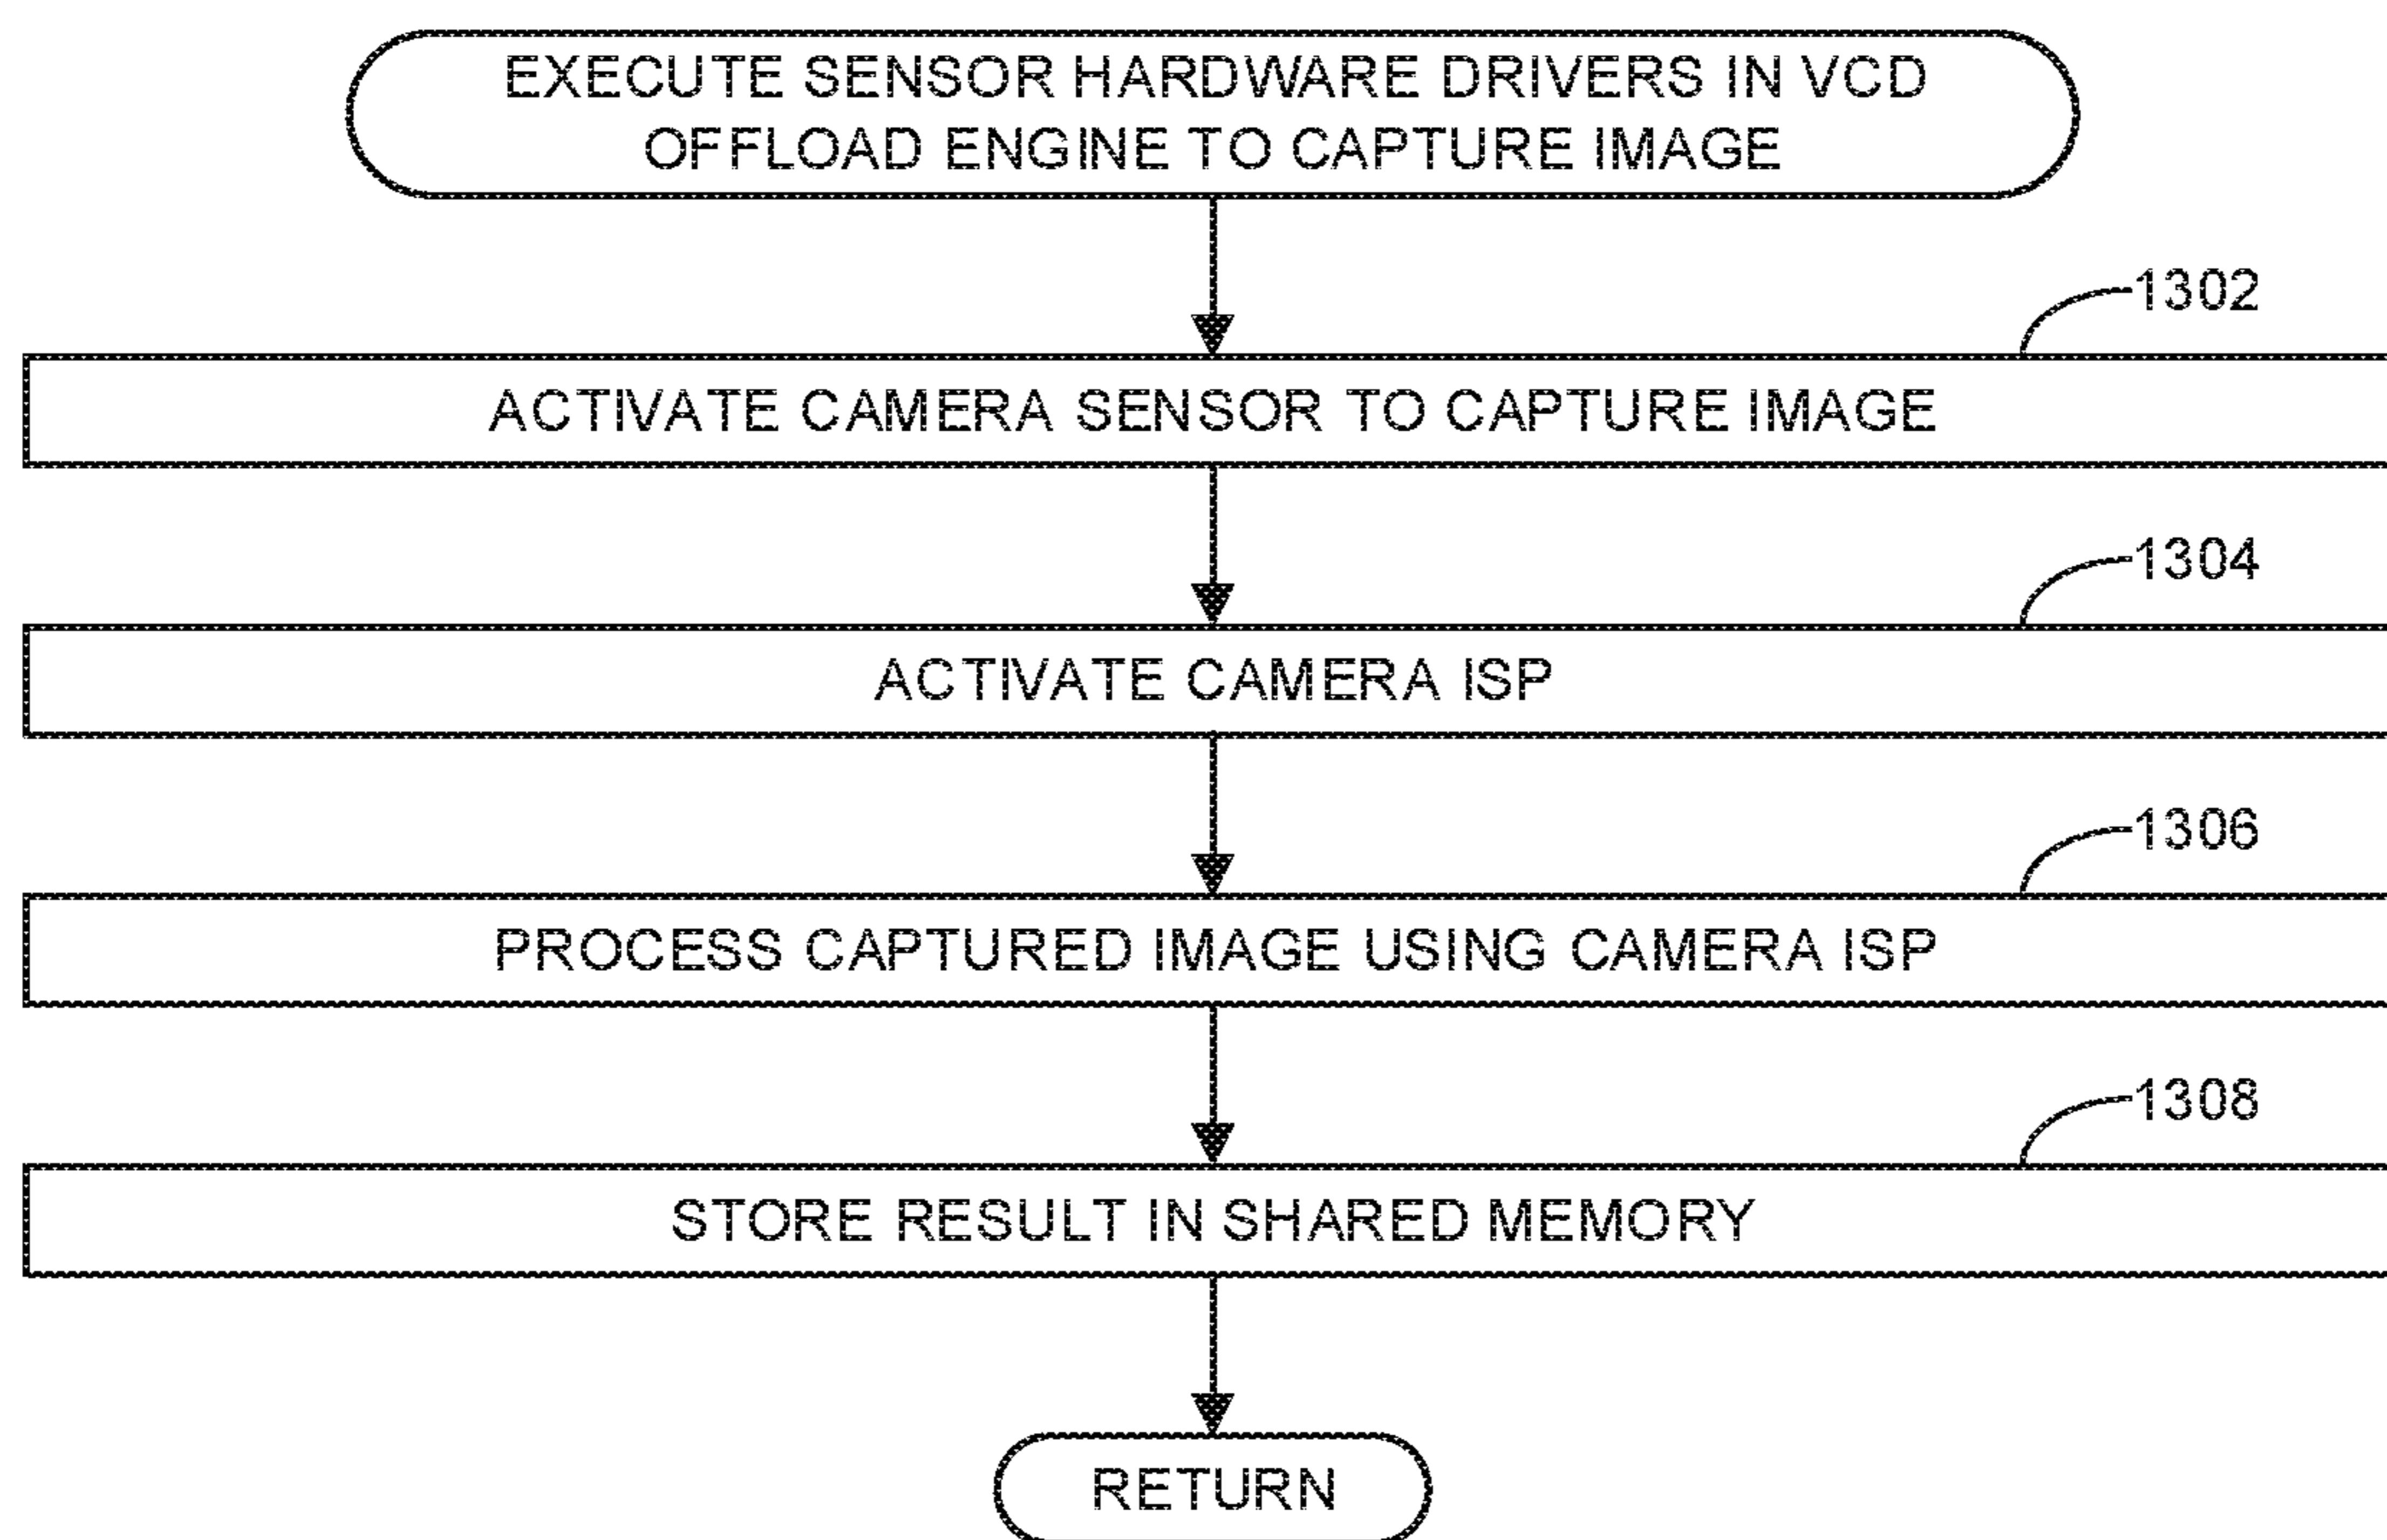 EXECUTE SENSOR HARDWARE DRIVERS IN VCD
OFFLOAD ENGINE TO CAPTURE IMAGE
1302
ACTIVATE CAMERA SENSOR TO CAPTURE IMAGE
1304
ACTIVATE CAMERA ISP
1306
PROCESS CAPTURED IMAGE USING CAMERA ISP
1308
STORE RESULT IN SHARED MEMORY
RETURN